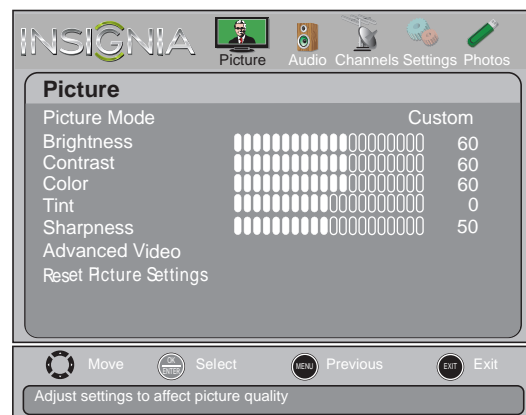 INSIGNIA
Picture Audio Channels Settings Photos
Picture
Picture Mode Custom
Brightness 60
Contrast 60
Color 60
Tint 0
Sharpness 50
Advanced Video
Reset Picture Settings
Move OK ENTER Select MENU Previous EXIT Exit
Adjust settings to affect picture quality